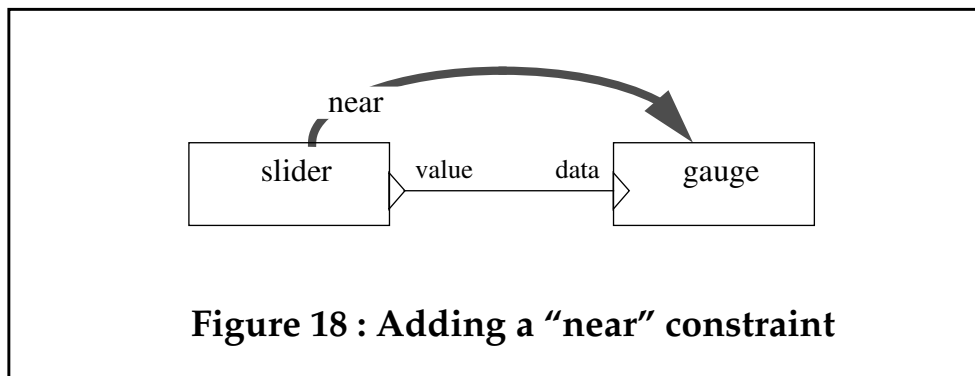 near
slider
value
data
gauge
Figure 18 : Adding a “near” constraint